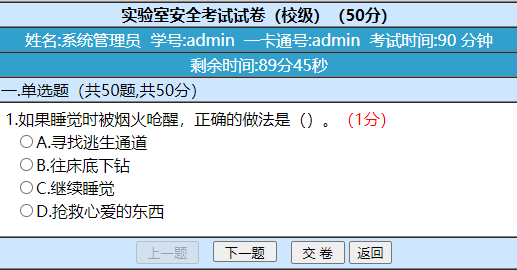 实验室安全考试试卷（校级）（50分）
姓名:系统管理员 学号:admin 一卡通号:admin 考试时间:90 分钟
剩余时间:89分45秒
一.单选题（共50题,共50分）
1.如果睡觉时被烟火呛醒，正确的做法是（）。（1分）
A.寻找逃生通道
B.往床底下钻
C.继续睡觉
D.抢救心爱的东西
上一题 下一题 交 卷 返回